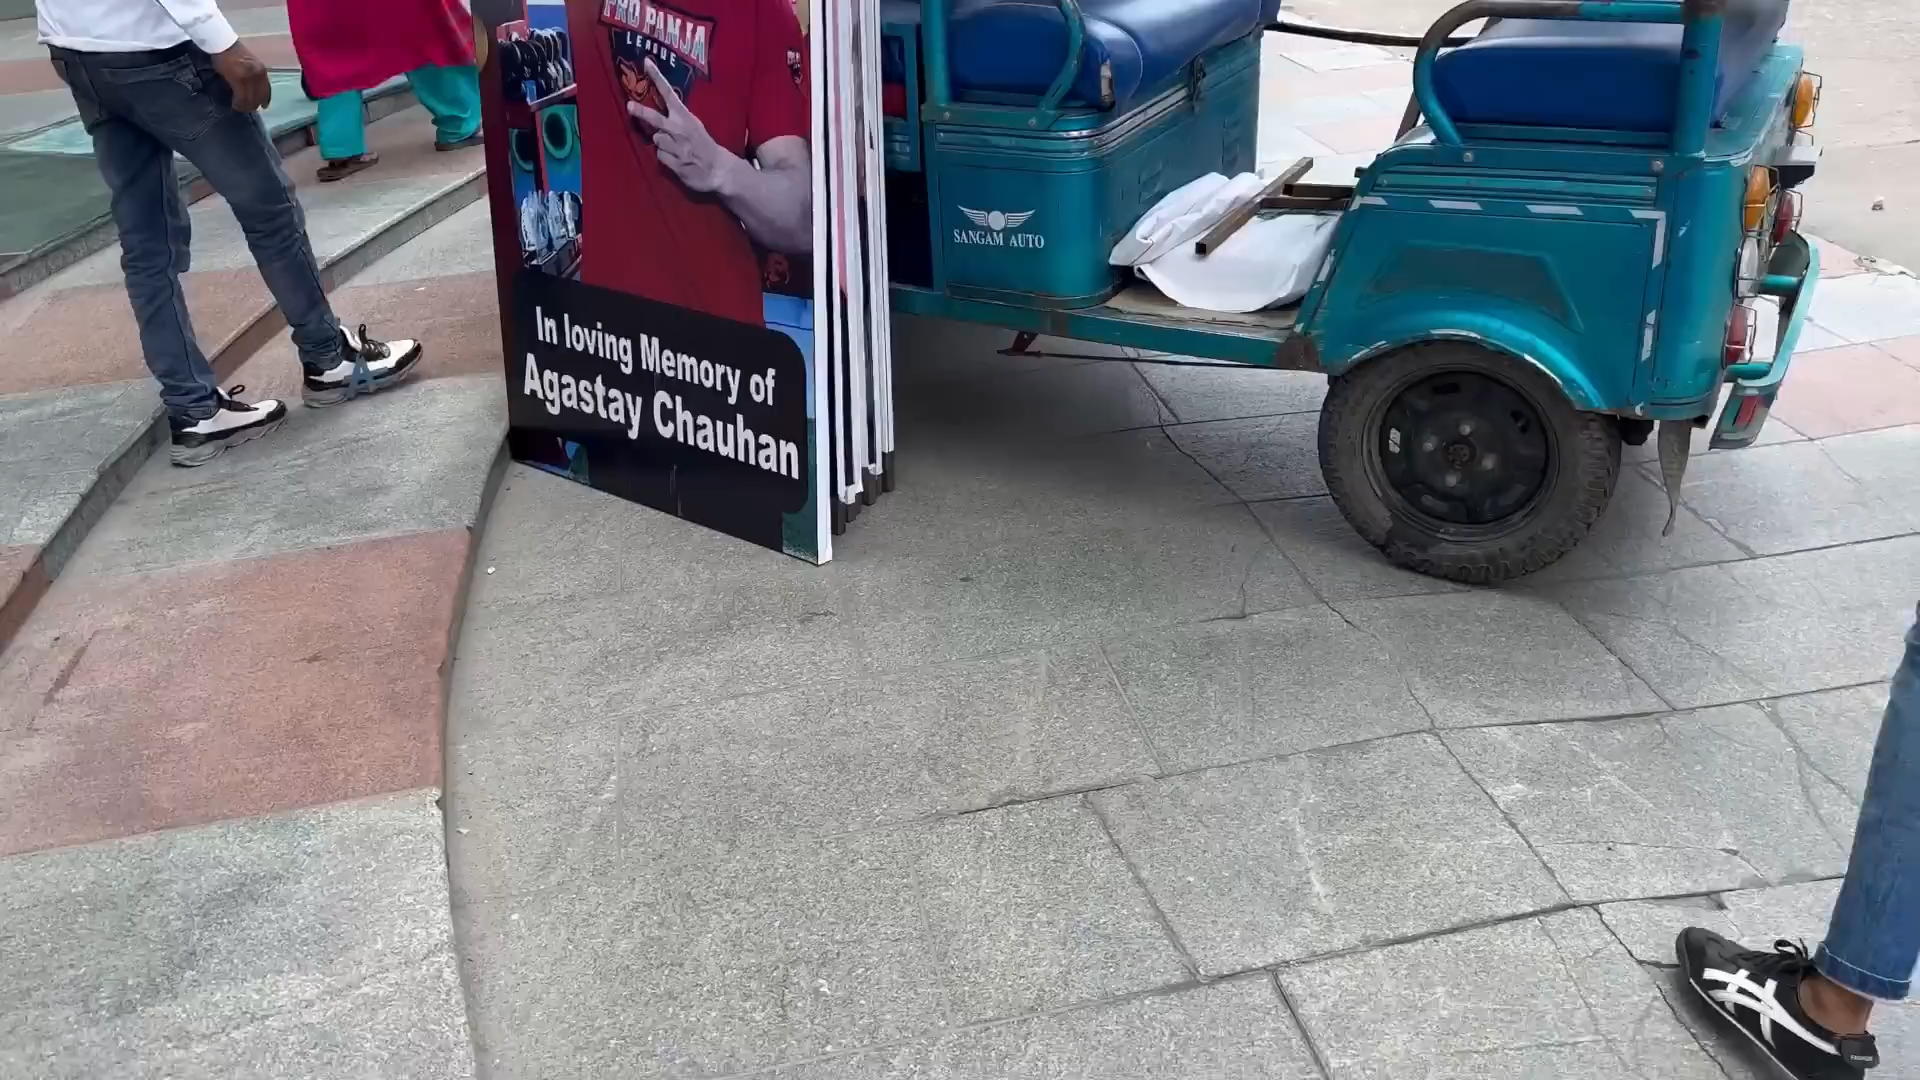 PRO PANJA
LEAGUE
In loving Memory of
Agastay Chauhan
SANGAM AUTO